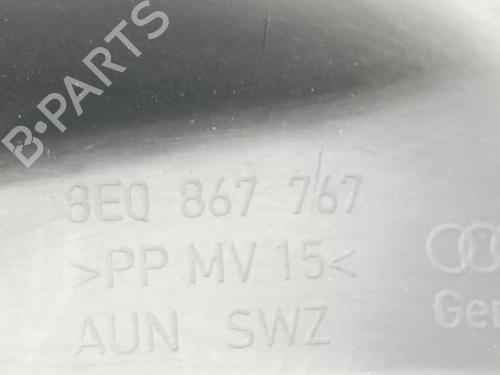 B-PARTS
8E0 867 767
>PP MV 15<
AUN SWZ
Ger